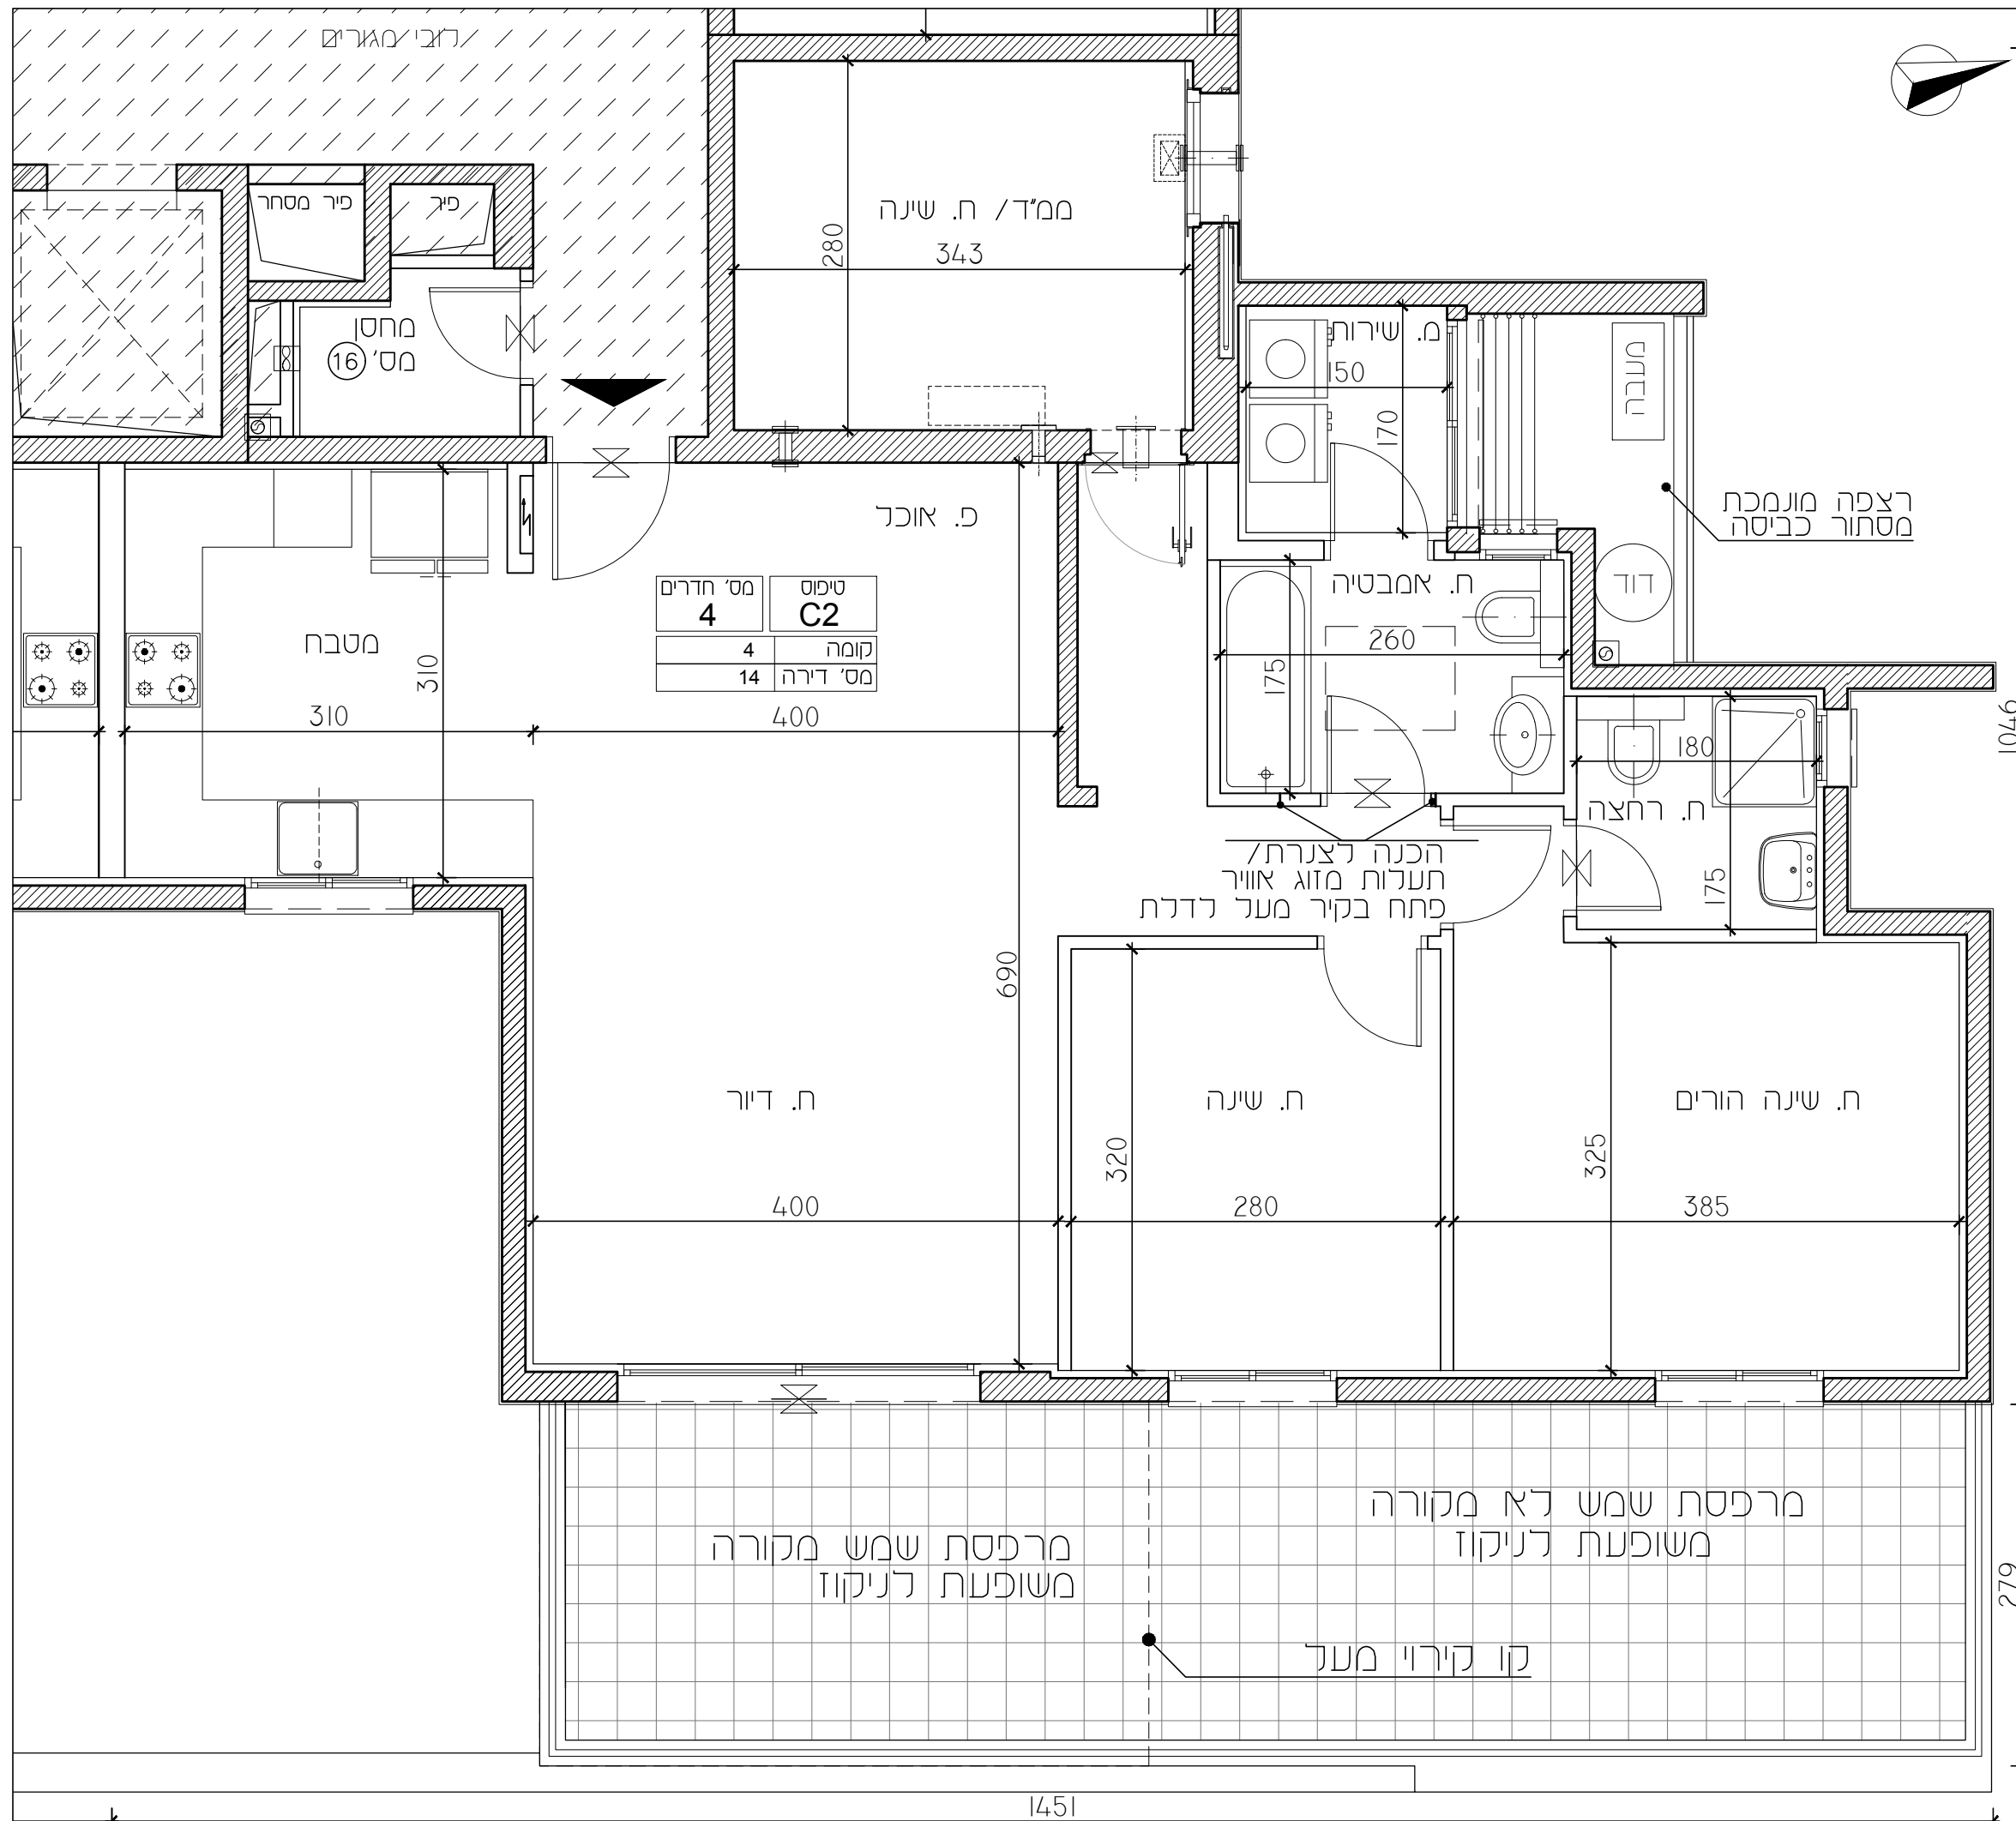 לובי מגורים
פיר מסחר
פיר
ממ"ד/ ח. שינה
280
343
מחסן
מס' 16
מ. שירות
150
170
מעבה
רצפה מונמכת
מסתור כביסה
דוד
פ. אוכל
מס' חדרים
4
טיפוס
C2
קומה 4
מס' דירה 14
מטבח
310
310
400
ח. אמבטיה
260
175
180
ח. רחצה
175
1046
הכנה לצנרת/
תעלות מזוג אוויר
פתח בקיר מעל לדלת
690
ח. דיור
ח. שינה
ח. שינה הורים
320
325
400
280
385
מרפסת שמש לא מקורה
משופעת לניקוז
מרפסת שמש מקורה
משופעת לניקוז
קו קירוי מעל
279
1451